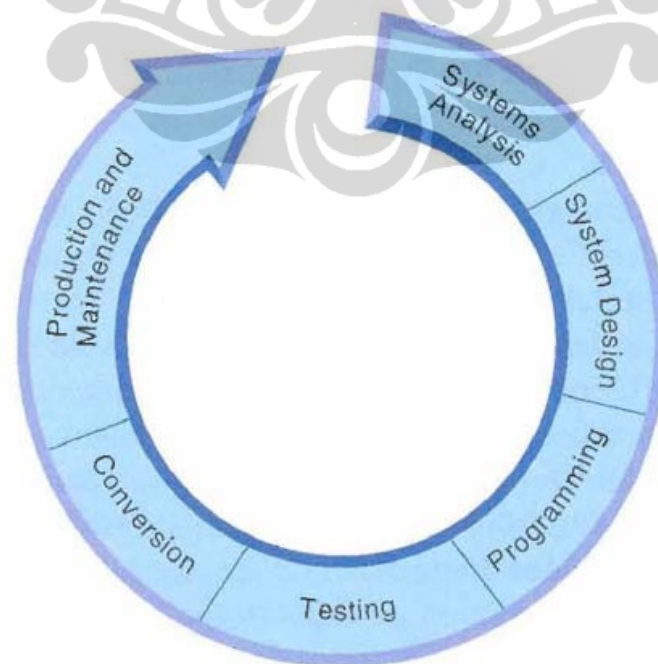 Systems
Analysis
System Design
Programming
Testing
Conversion
Production and
Maintenance